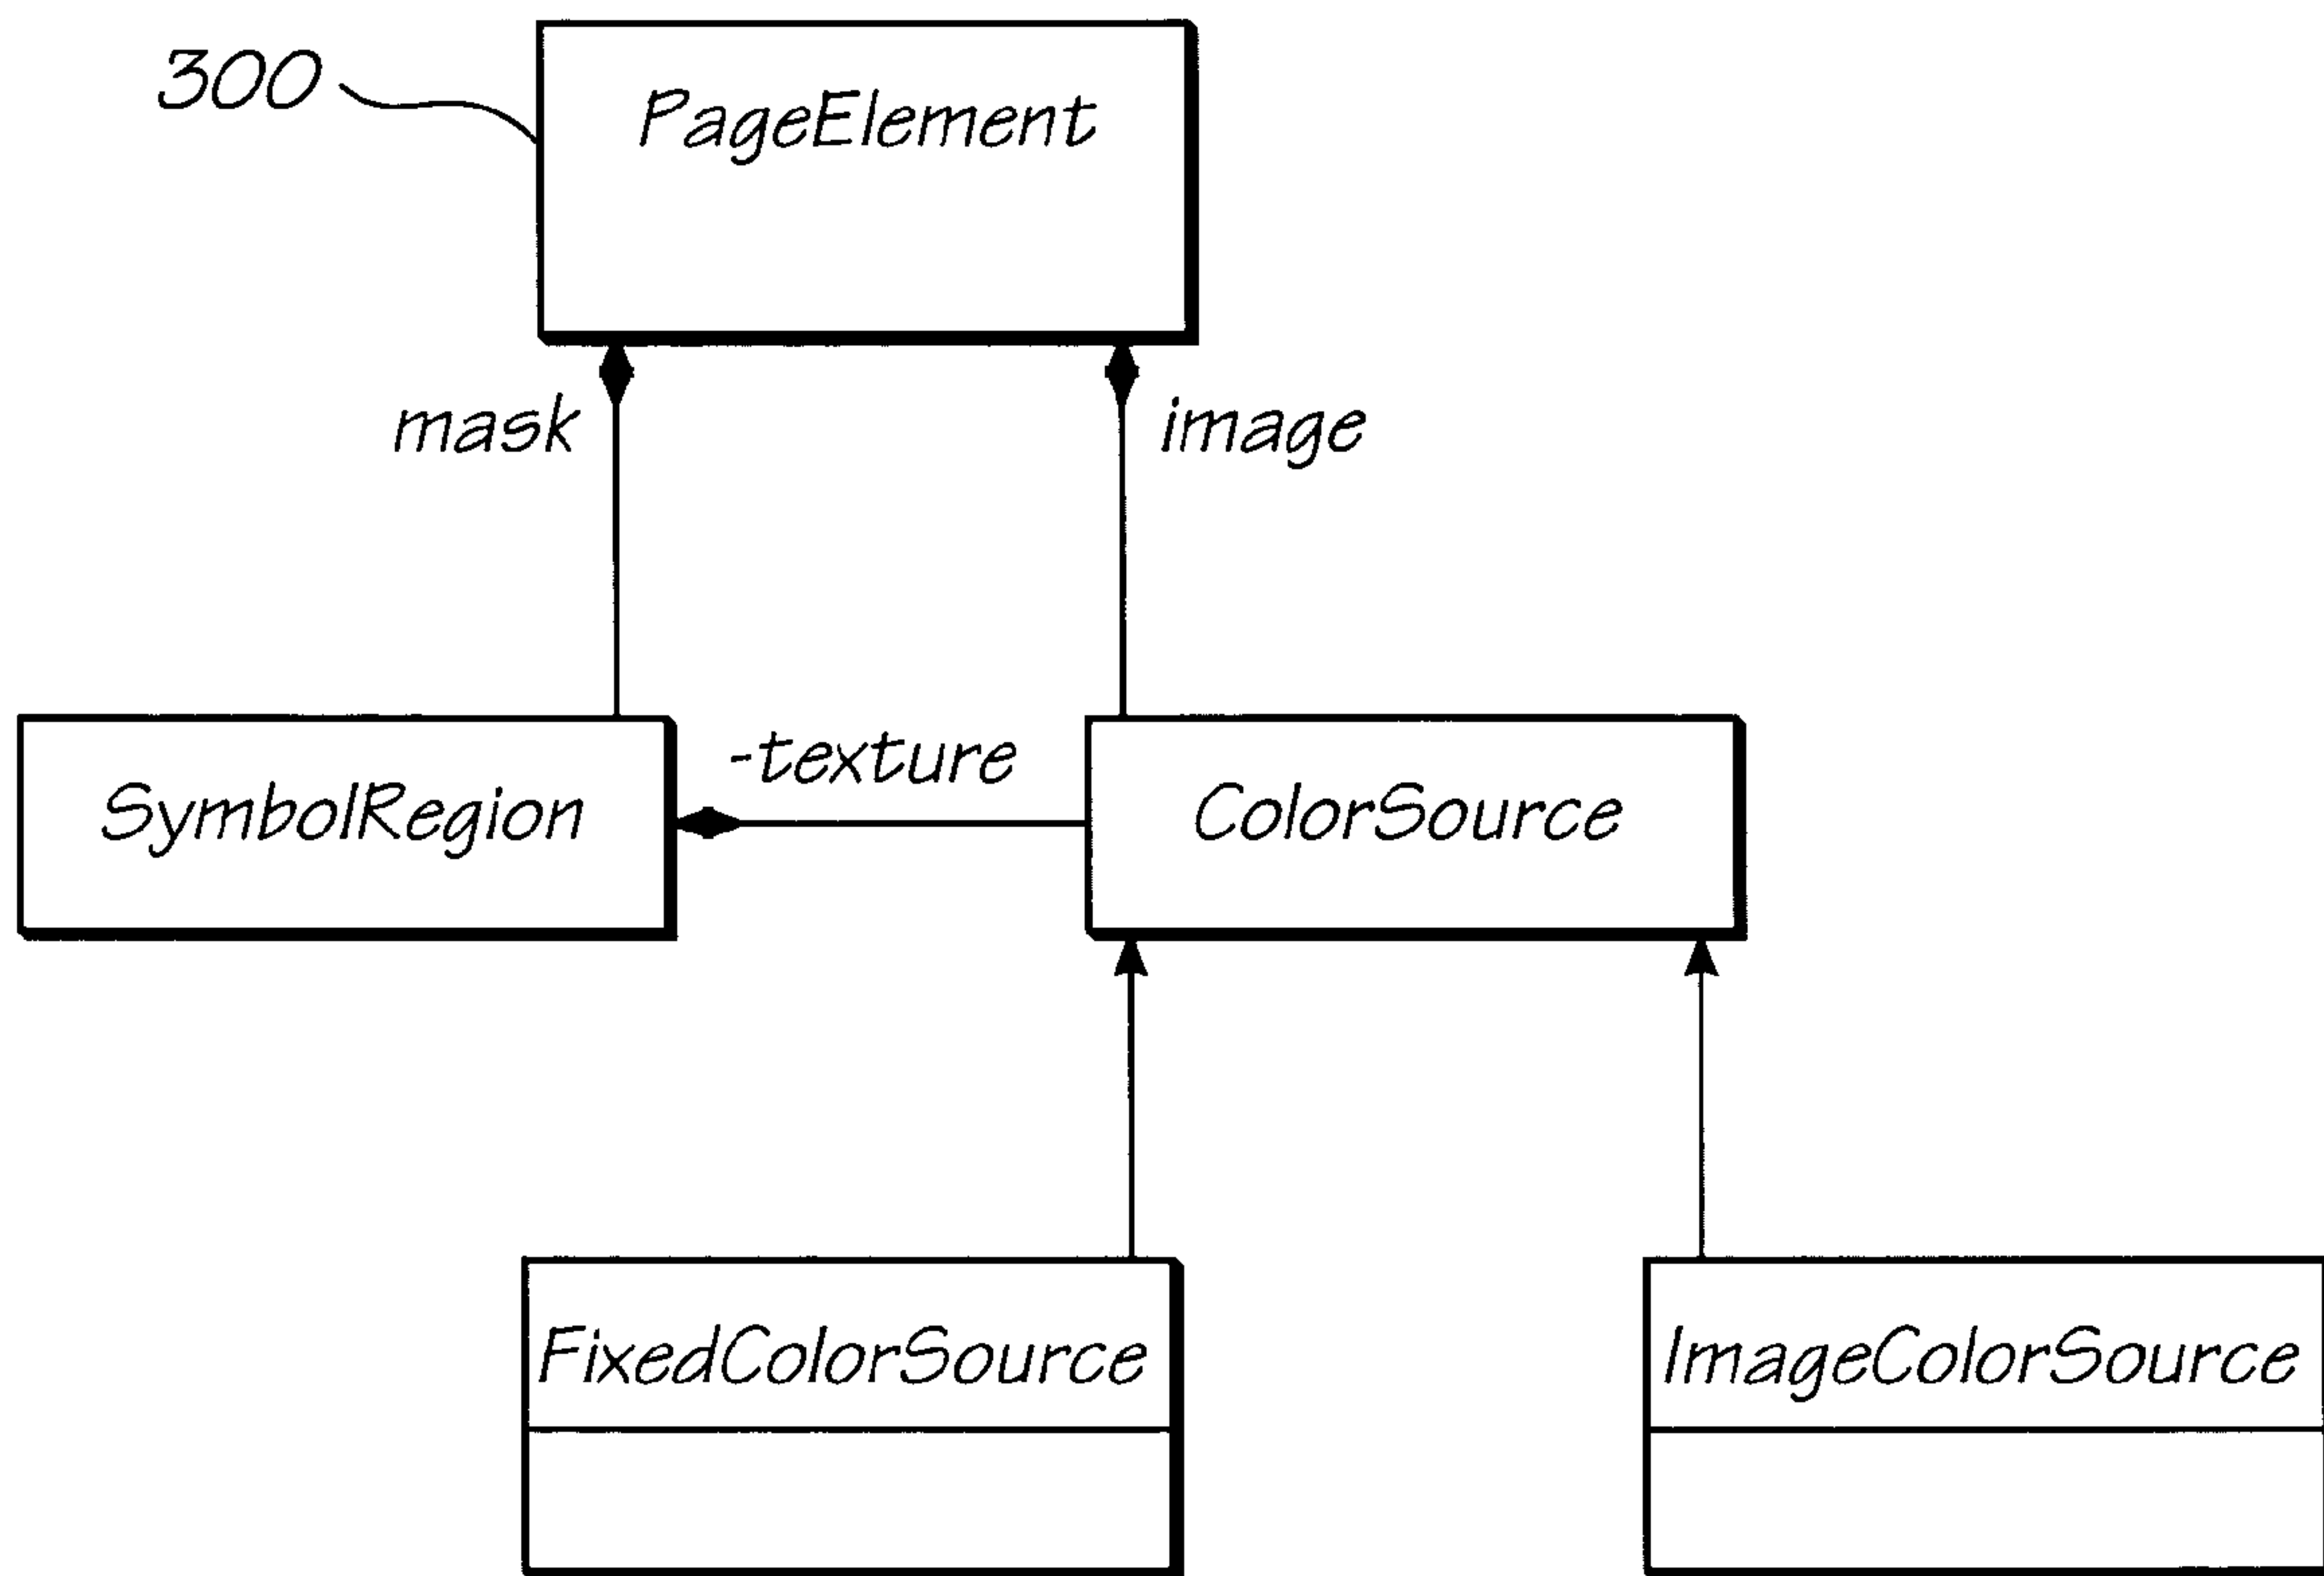 300
PageElement
mask
image
-texture
SymbolRegion
ColorSource
FixedColorSource
ImageColorSource